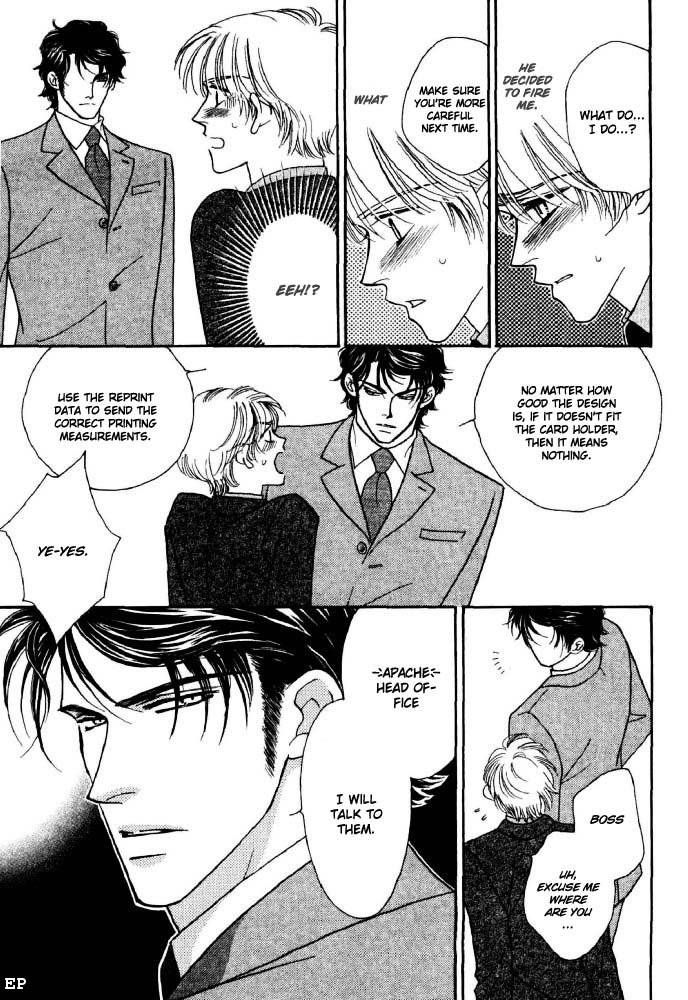 HE
DECIDED
TO FIRE
ME.
WHAT DO...
I DO...?
MAKE SURE
YOU'RE MORE
CAREFUL
NEXT TIME.
WHAT
EEH!?
NO MATTER HOW
GOOD THE DESIGN
IS, IF IT DOESN'T FIT
THE CARD HOLDER,
THEN IT MEANS
NOTHING.
USE THE REPRINT
DATA TO SEND THE
CORRECT PRINTING
MEASUREMENTS.
YE-YES.
BOSS
UH,
EXCUSE ME
WHERE
ARE YOU
...
-:APACHE:-
HEAD OF-
FICE
I WILL
TALK TO
THEM.
EP